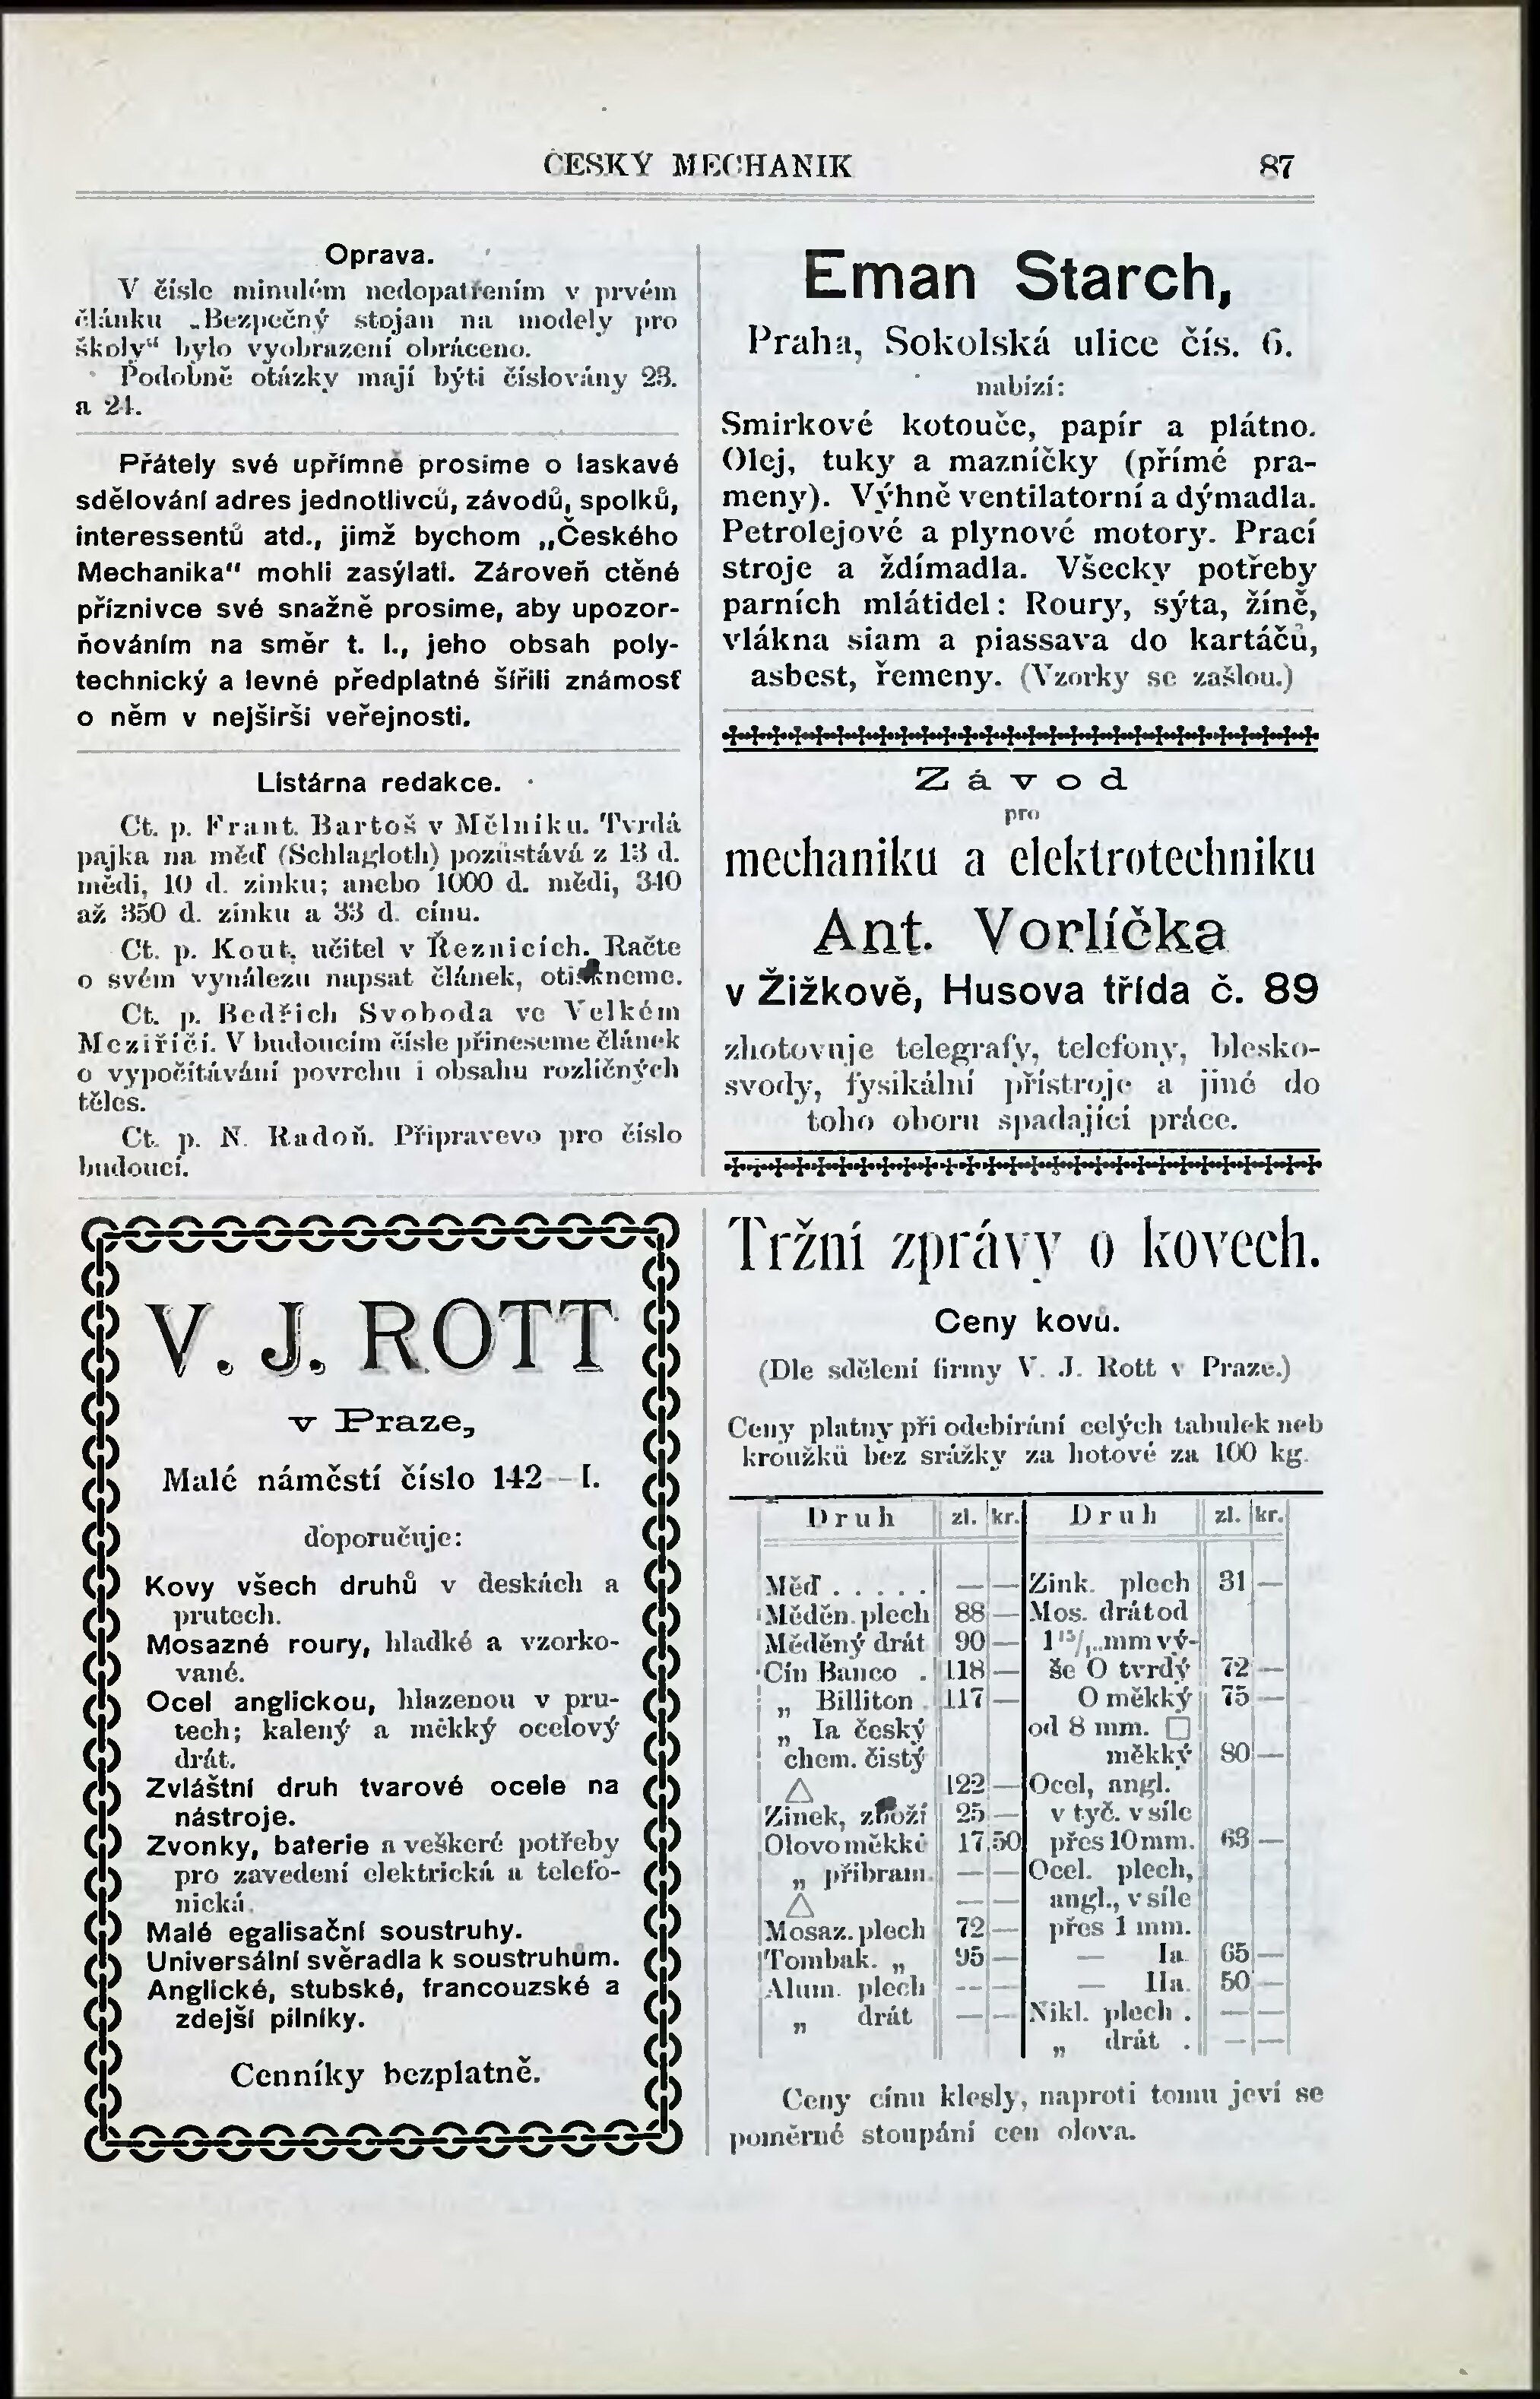 ČESKÝ MECHANIK 87
Oprava.
V čísle minulém nedopatřením v prvém
článku „Bezpečný stojan na modely pro
školy" bylo vyobrazení obráceno.
Podobně otázky mají býti číslovány 23.
a 24.
Přátely své upřímně prosíme o laskavé
sdělování adres jednotlivců, závodů, spolků,
interessentů atd., jimž bychom „Českého
Mechanika" mohli zasýlati. Zároveň ctěné
příznivce své snažně prosíme, aby upozor-
ňováním na směr t. l., jeho obsah poly-
technický a levné předplatné šířili známosť
o něm v nejširší veřejnosti.
Listárna redakce.
Ct. p. Frant. Bartoš v Mělníku. Tvrdá
pajka na měď (Schlagloth) pozůstává z 13 d.
mědi, 10 d. zinku; anebo 1000 d. mědi, 340
až 350 d. zinku a 33 d. cínu.
Ct. p. Kout, učitel v Řeznicích. Račte
o svém vynálezu napsat článek, otiskneme.
Ct. p. Bedřich Svoboda ve Velkém
Meziříčí. V budoucím čísle přineseme článek
o vypočítávání povrchu i obsahu rozličných
těles.
Ct. p. N. Radoň. Připravevo pro číslo
budoucí.
Eman Starch,
Praha, Sokolská ulice čís. 6.
nabízí:
Smirkové kotouče, papír a plátno.
Olej, tuky a mazničky (přímé pra-
meny). Výhně ventilatorní a dýmadla.
Petrolejové a plynové motory. Prací
stroje a ždímadla. Všecky potřeby
parních mlátidel: Roury, sýta, žíně,
vlákna siam a piassava do kartáčů,
asbest, řemeny. (Vzorky se zašlou.)
Závod
pro
mechaniku a elektrotechniku
Ant. Vorlíčka
v Žižkově, Husova třída č. 89
zhotovuje telegrafy, telefony, blesko-
svody, fysikální přístroje a jiné do
toho oboru spadající práce.
V. J. ROTT
v Praze,
Malé náměstí číslo 142 – I.
doporučuje:
Kovy všech druhů v deskách a
prutech.
Mosazné roury, hladké a vzorko-
vané.
Ocel anglickou, hlazenou v pru-
tech; kalený a měkký ocelový
drát.
Zvláštní druh tvarové ocele na
nástroje.
Zvonky, baterie a veškeré potřeby
pro zavedení elektrická a telefo-
nická.
Malé egalisační soustruhy.
Universální svěradla k soustruhům.
Anglické, stubské, francouzské a
zdejší pilníky.
Cenníky bezplatně.
Tržní zprávy o kovech.
Ceny kovů.
(Dle sdělení firmy V. J. Rott v Praze.)
Ceny platny při odebírání celých tabulek neb
kroužků bez srážky za hotové za 100 kg.
Druh zl. kr. Druh zl. kr.
Měď . . . . . — — Zink. plech 31 —
Měděn. plech 88 — Mos. drát od
Měděný drát 90 — mm vý-
Cín Banco . 118 — še O tvrdý 72 —
„ Billiton . 117 — O měkký 75 —
„ Ia český od 8 mm. □
chem. čistý měkký 80 —
△ 122 — Ocel, angl.
Zinek, zboží 25 — v tyč. v síle
Olovo měkké 17 50 přes 10 mm. 63 —
„ příbram. — — Ocel. plech,
△ — — angl., v síle
Mosaz. plech 72 — přes 1 mm.
Tombak. „ 95 — — Ia. 65 —
Alum. plech — — — IIa. 50 —
„ drát — — Nikl. plech . — —
„ drát . — —
Ceny cínu klesly, naproti tomu jeví se
poměrné stoupání cen olova.